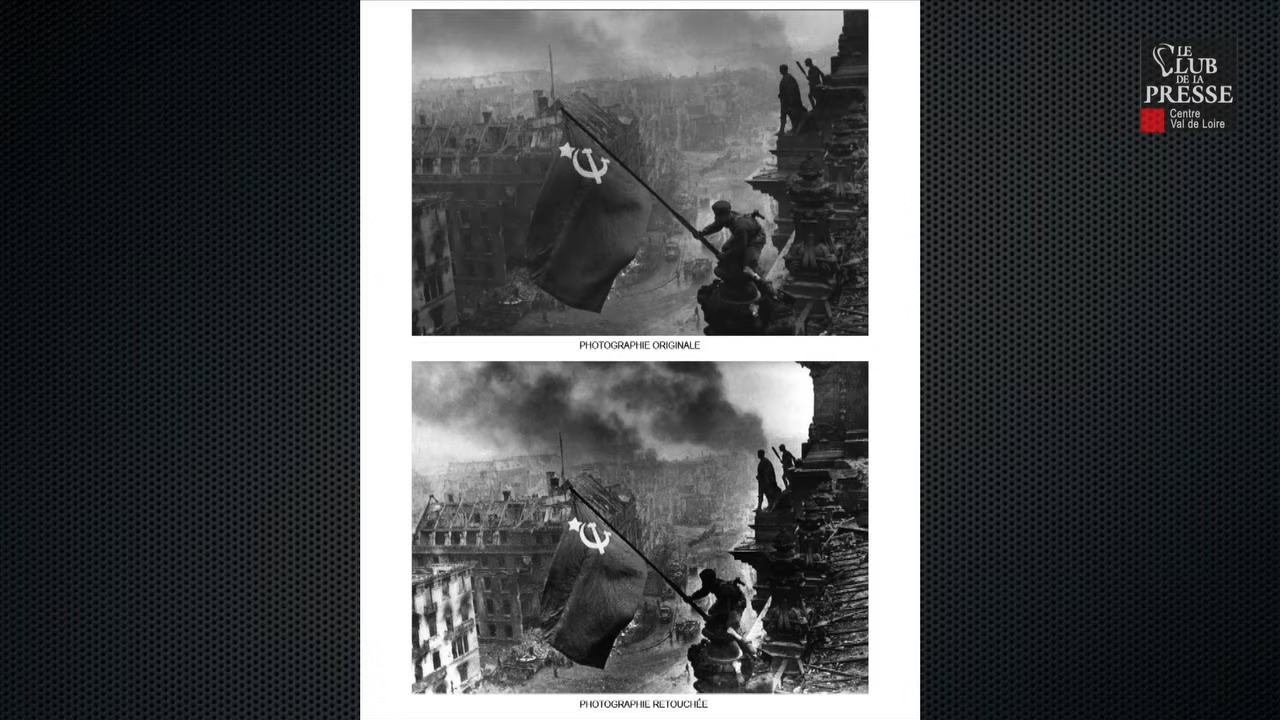 LE
CLUB
DE LA
PRESSE
Centre
Val de Loire
PHOTOGRAPHIE ORIGINALE
PHOTOGRAPHIE RETOUCHÉE